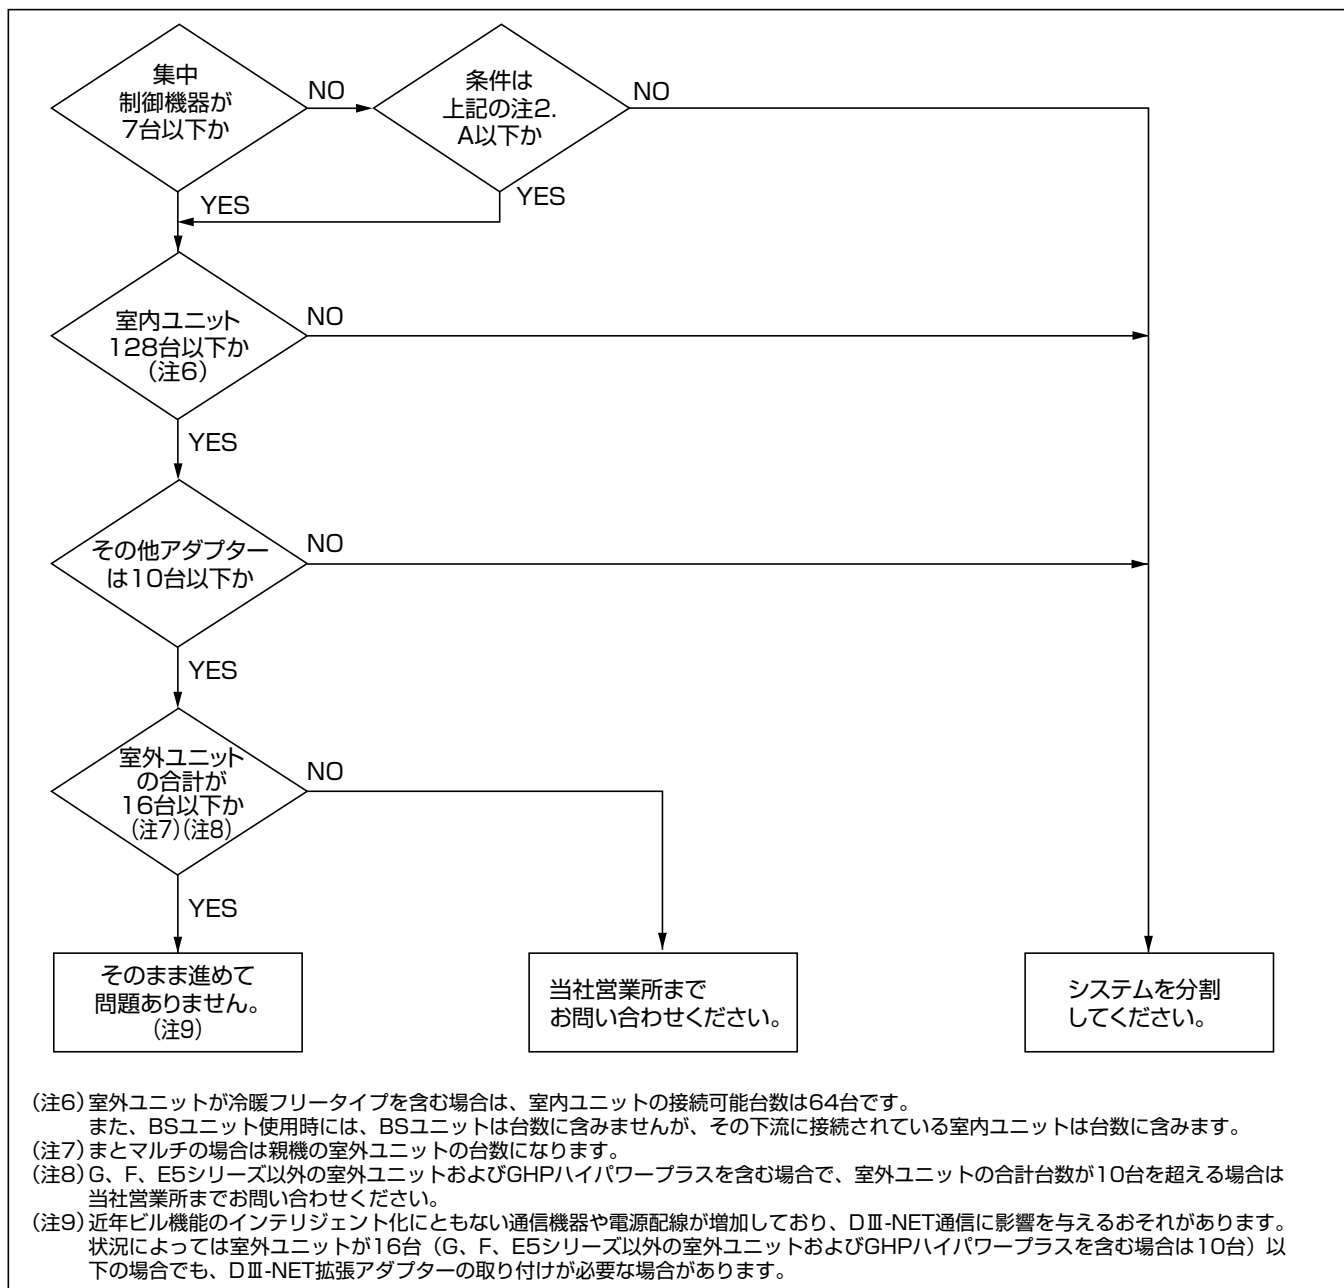 集中
制御機器が
7台以下か
NO
条件は
上記の注2.
A以下か
NO
YES
YES
室内ユニット
128台以下か
(注6)
NO
YES
その他アダプター
は10台以下か
NO
YES
室外ユニット
の合計が
16台以下か
(注7)(注8)
NO
YES
そのまま進めて
問題ありません。
(注9)
当社営業所まで
お問い合わせください。
システムを分割
してください。
(注6)室外ユニットが冷暖フリータイプを含む場合は、室内ユニットの接続可能台数は64台です。
また、BSユニット使用時には、BSユニットは台数に含みませんが、その下流に接続されている室内ユニットは台数に含みます。
(注7)まとマルチの場合は親機の室外ユニットの台数になります。
(注8)G、F、E5シリーズ以外の室外ユニットおよびGHPハイパワープラスを含む場合で、室外ユニットの合計台数が10台を超える場合は
当社営業所までお問い合わせください。
(注9)近年ビル機能のインテリジェント化にともない通信機器や電源配線が増加しており、DⅢ-NET通信に影響を与えるおそれがあります。
状況によっては室外ユニットが16台（G、F、E5シリーズ以外の室外ユニットおよびGHPハイパワープラスを含む場合は10台）以
下の場合でも、DⅢ-NET拡張アダプターの取り付けが必要な場合があります。